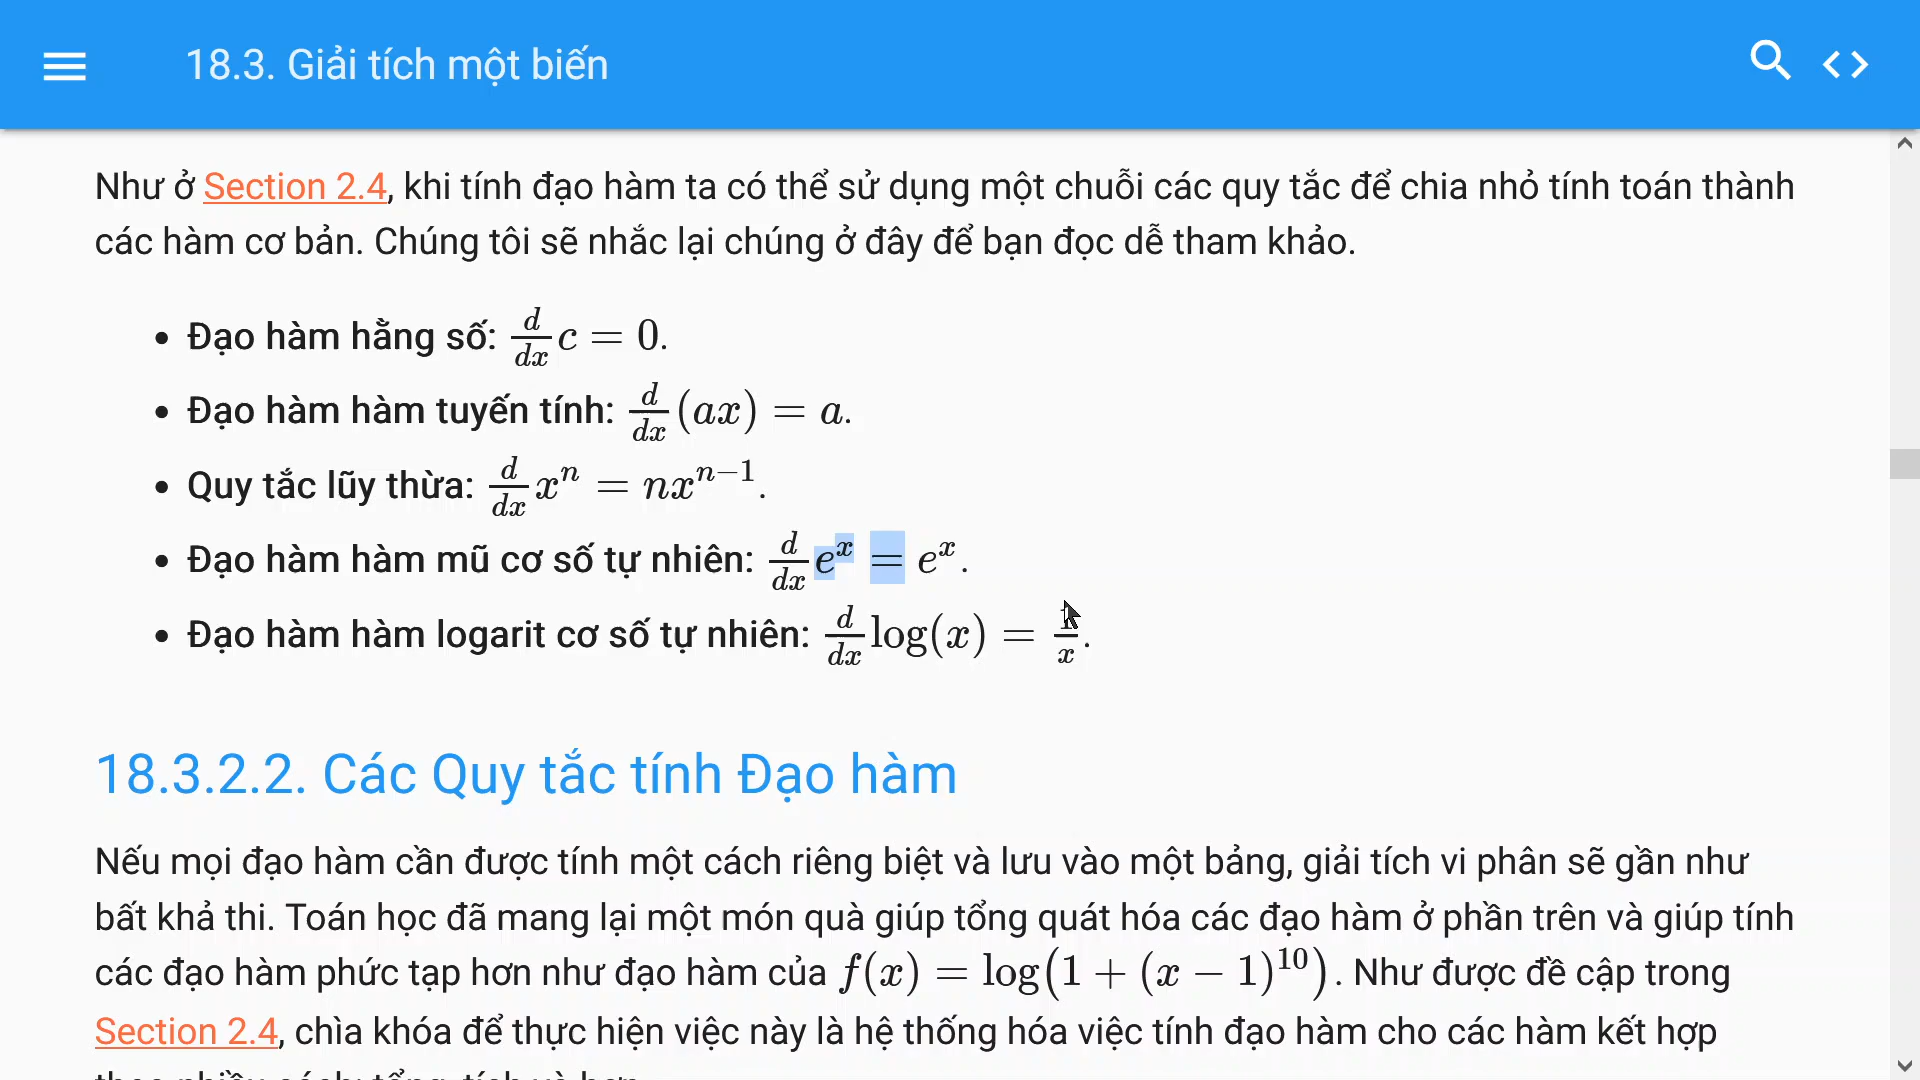 18.3. Giải tích một biến
Như ở Section 2.4, khi tính đạo hàm ta có thể sử dụng một chuỗi các quy tắc để chia nhỏ tính toán thành
các hàm cơ bản. Chúng tôi sẽ nhắc lại chúng ở đây để bạn đọc dễ tham khảo.
• Đạo hàm hằng số: \frac{d}{dx}c = 0.
• Đạo hàm hàm tuyến tính: \frac{d}{dx}(ax) = a.
• Quy tắc lũy thừa: \frac{d}{dx}x^n = nx^{n-1}.
• Đạo hàm hàm mũ cơ số tự nhiên: \frac{d}{dx}e^x = e^x.
• Đạo hàm hàm logarit cơ số tự nhiên: \frac{d}{dx}log(x) = \frac{1}{x}.
18.3.2.2. Các Quy tắc tính Đạo hàm
Nếu mọi đạo hàm cần được tính một cách riêng biệt và lưu vào một bảng, giải tích vi phân sẽ gần như
bất khả thi. Toán học đã mang lại một món quà giúp tổng quát hóa các đạo hàm ở phần trên và giúp tính
các đạo hàm phức tạp hơn như đạo hàm của f(x) = log(1 + (x − 1)^{10}). Như được đề cập trong
Section 2.4, chìa khóa để thực hiện việc này là hệ thống hóa việc tính đạo hàm cho các hàm kết hợp